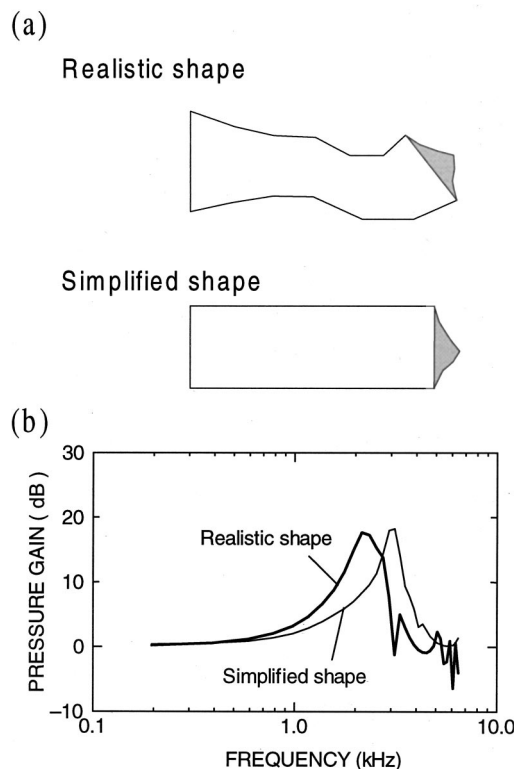 (a)
Realistic shape
Simplified shape
(b)
30
20
10
0
–10
PRESSURE GAIN ( dB)
Realistic shape
Simplified shape
0.1
1.0
10.0
FREQUENCY (kHz)